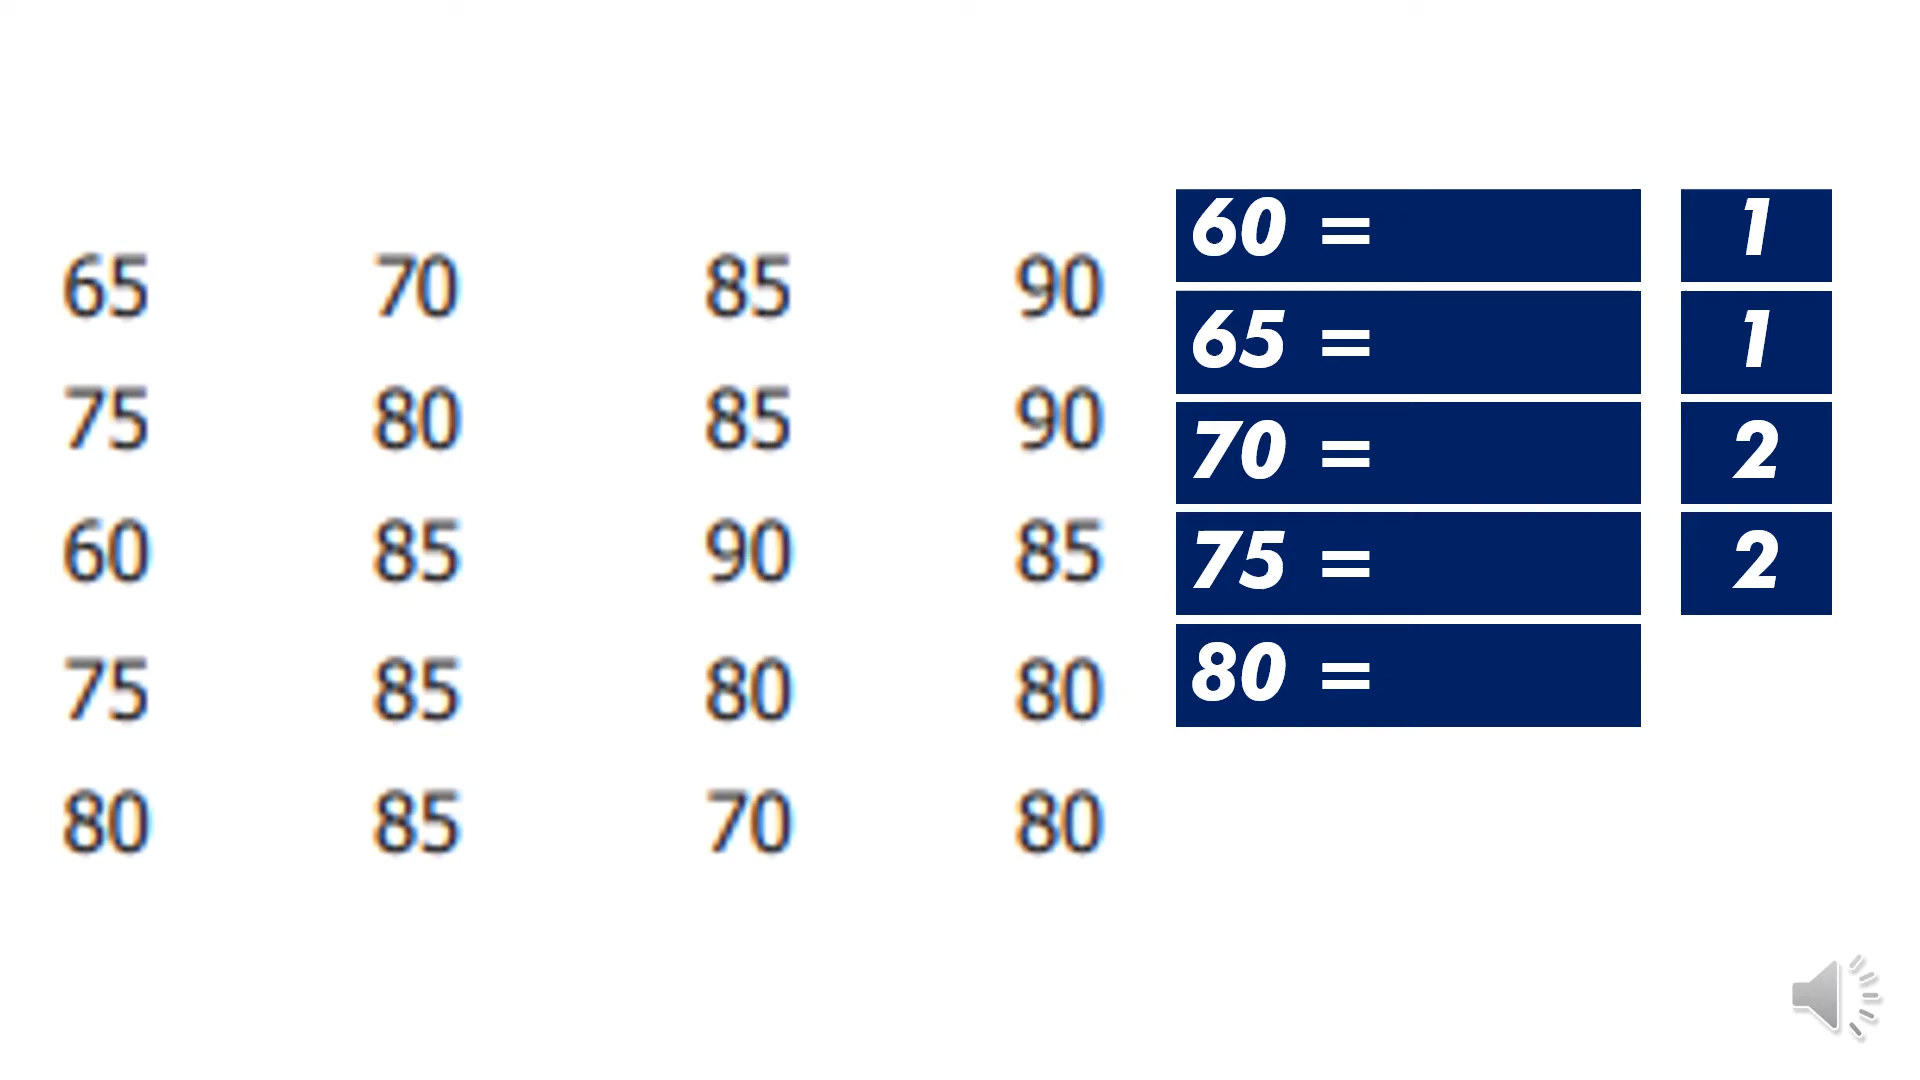 65 70 85 90
75 80 85 90
60 85 90 85
75 85 80 80
80 85 70 80
60 = 1
65 = 1
70 = 2
75 = 2
80 =